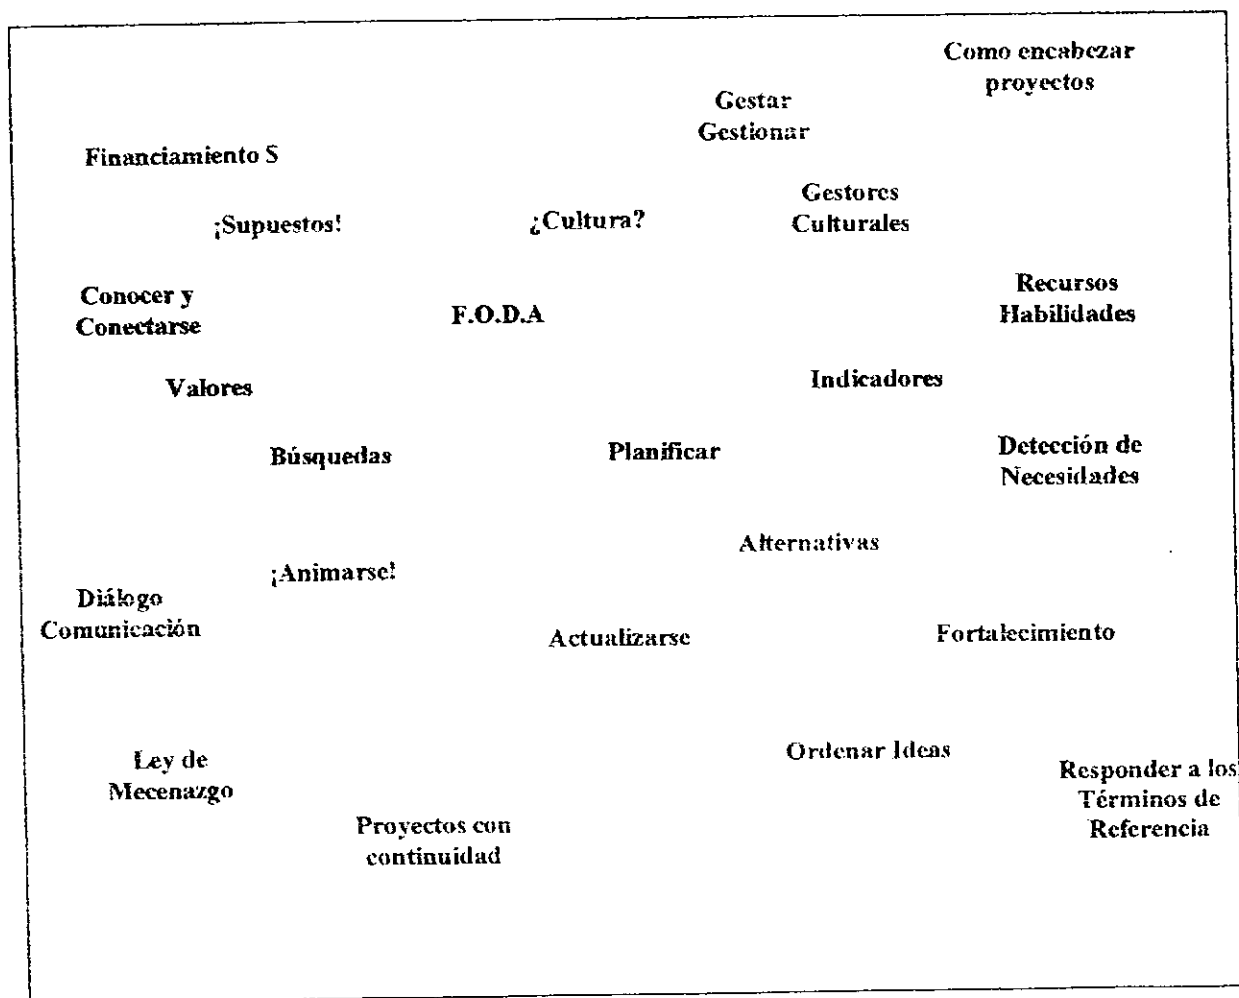 Como encabezar
proyectos
Gestar
Gestionar
Financiamiento S
Gestores
Culturales
¡Supuestos!
¿Cultura?
Conocer y
Conectarse
F.O.D.A
Recursos
Habilidades
Valores
Indicadores
Búsquedas
Planificar
Detección de
Necesidades
Alternativas
¡Animarse!
Diálogo
Comunicación
Actualizarse
Fortalecimiento
Ley de
Mecenazgo
Ordenar Ideas
Responder a los
Términos de
Referencia
Proyectos con
continuidad